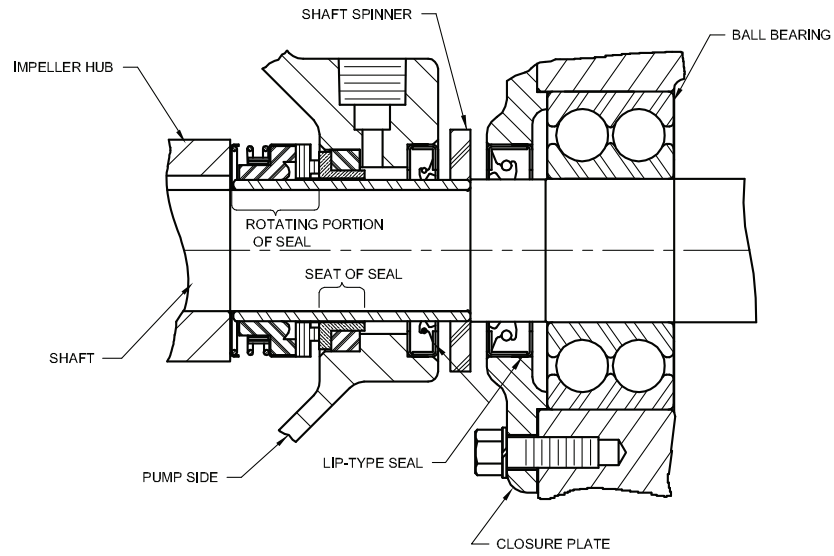 SHAFT SPINNER
BALL BEARING
IMPELLER HUB
ROTATING PORTION
OF SEAL
SEAT OF SEAL
SHAFT
LIP-TYPE SEAL
PUMP SIDE
CLOSURE PLATE